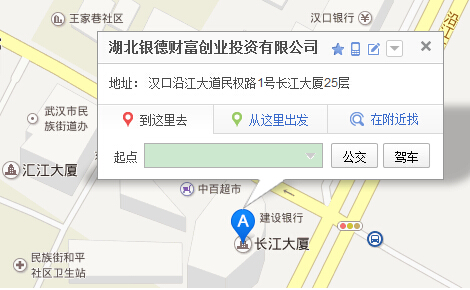 王家巷社区
汉口银行
湖北银德财富创业投资有限公司
地址： 汉口沿江大道民权路1号长江大厦25层
到这里去
从这里出发
在附近找
起点
公交
驾车
武汉市民
族街道办
汇江大厦
中百超市
A
建设银行
长江大厦
民族街和平
社区卫生站